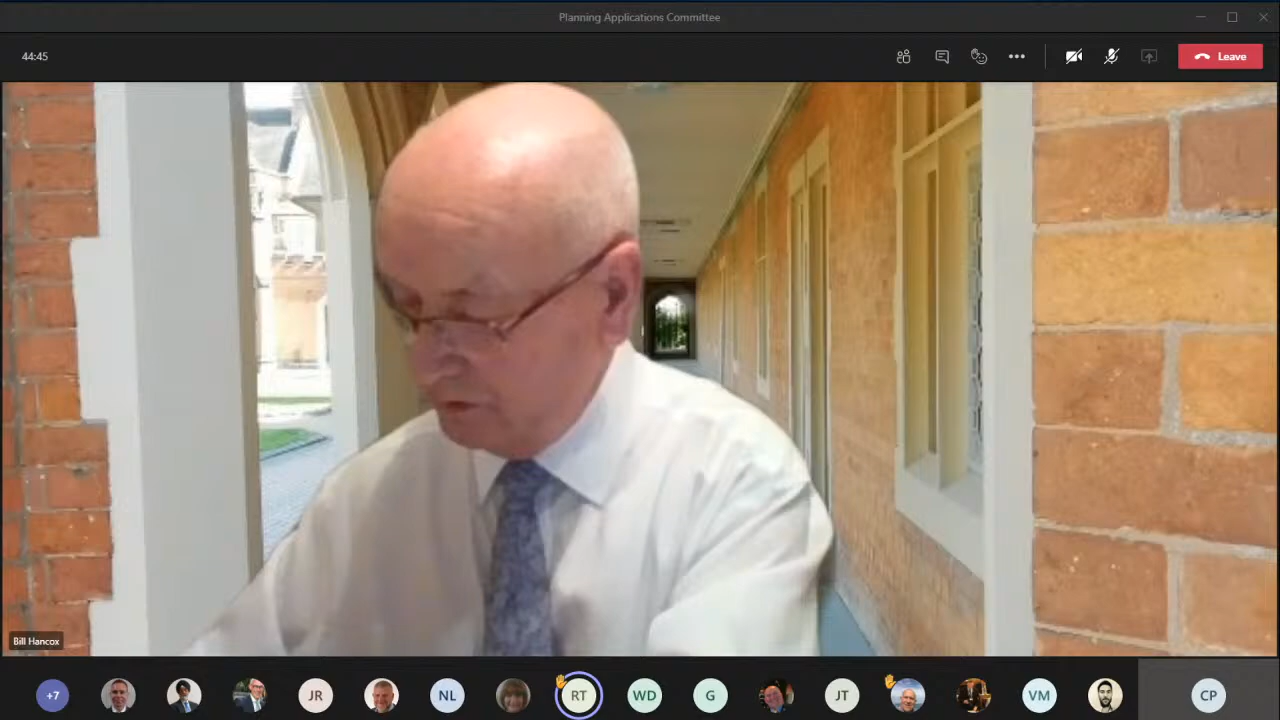 Planning Applications Committee
44:45
Leave
Bill Hancox
+7
JR
NL
RT
WD
G
JT
VM
CP